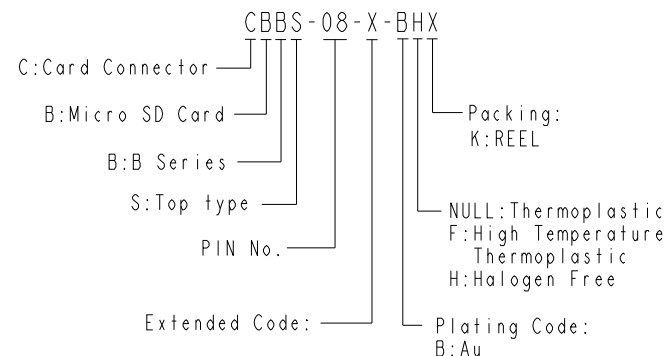 CBBS-08-X-BHX
C:Card Connector
B:Micro SD Card
B:B Series
S:Top type
PIN No.
Extended Code:
Packing:
K:REEL
NULL:Thermoplastic
F:High Temperature
Thermoplastic
H:Halogen Free
Plating Code:
B:Au